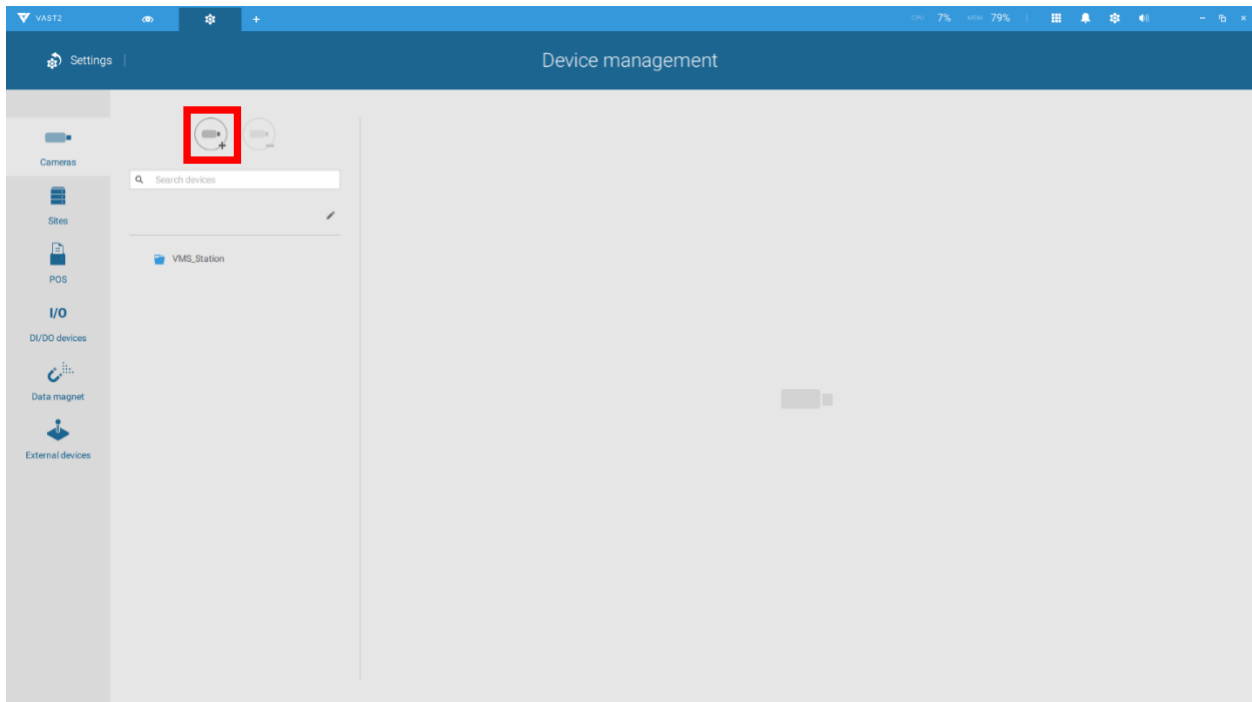 VAST2
+
CPU 7% MEM 79%
Settings
Device management
Cameras
Search devices
Sites
VMS_Station
POS
I/O
DI/DO devices
Data magnet
External devices